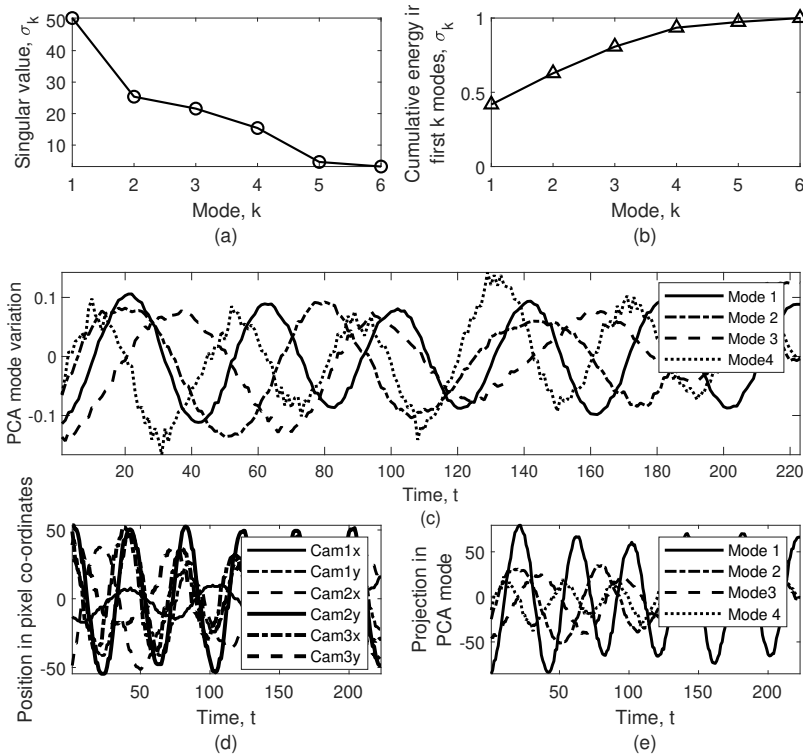 Singular value, σk
50
40
30
20
10
1 2 3 4 5 6
Mode, k
(a)
Cumulative energy in
first k modes, σk
1
0.5
0
1 2 3 4 5 6
Mode, k
(b)
PCA mode variation
0.1
0
-0.1
20 40 60 80 100 120 140 160 180 200 220
Time, t
(c)
Mode 1
Mode 2
Mode 3
Mode4
Position in pixel co-ordinates
50
0
-50
50 100 150 200
Time, t
(d)
Cam1x
Cam1y
Cam2x
Cam2y
Cam3x
Cam3y
Projection in
PCA mode
50
0
-50
50 100 150 200
Time, t
(e)
Mode 1
Mode 2
Mode3
Mode 4